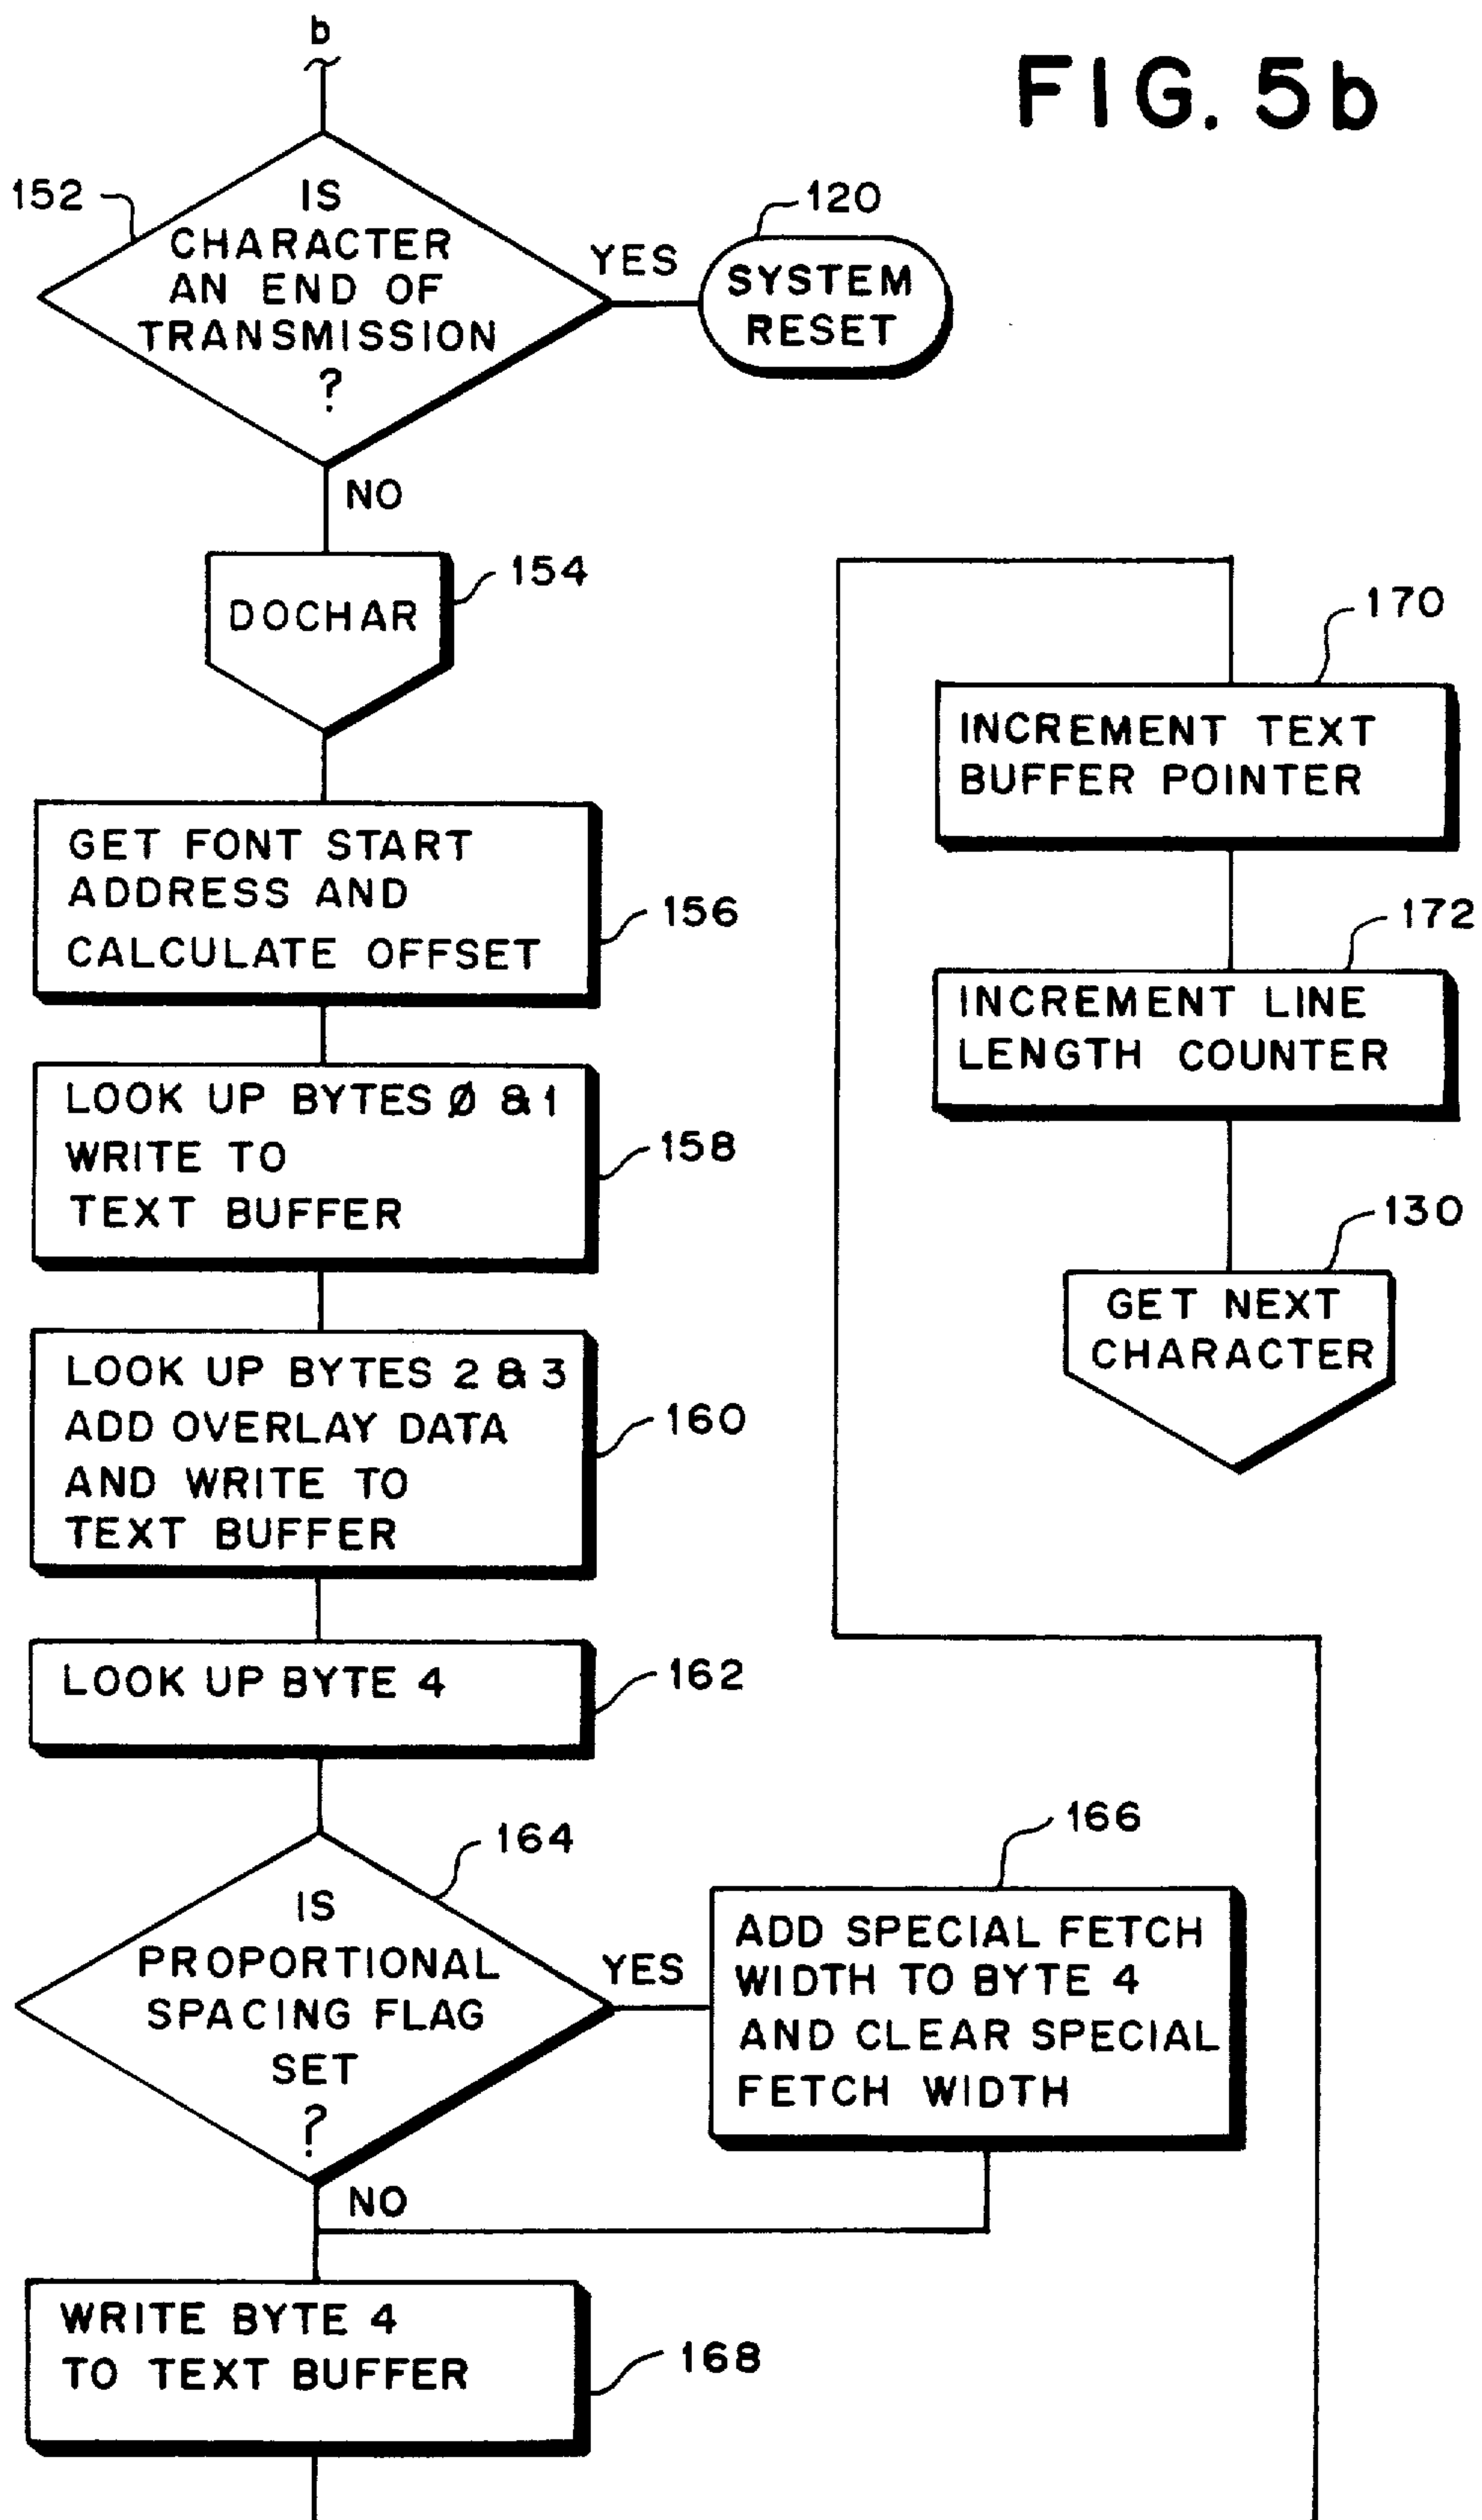 b
FIG. 5b
152
IS
CHARACTER
AN END OF
TRANSMISSION
?
YES
120
SYSTEM
RESET
NO
154
DOCHAR
GET FONT START
ADDRESS AND
CALCULATE OFFSET
156
LOOK UP BYTES Ø & 1
WRITE TO
TEXT BUFFER
158
LOOK UP BYTES 2 & 3
ADD OVERLAY DATA
AND WRITE TO
TEXT BUFFER
160
LOOK UP BYTE 4
162
164
IS
PROPORTIONAL
SPACING FLAG
SET
?
YES
166
ADD SPECIAL FETCH
WIDTH TO BYTE 4
AND CLEAR SPECIAL
FETCH WIDTH
NO
WRITE BYTE 4
TO TEXT BUFFER
168
170
INCREMENT TEXT
BUFFER POINTER
172
INCREMENT LINE
LENGTH COUNTER
130
GET NEXT
CHARACTER